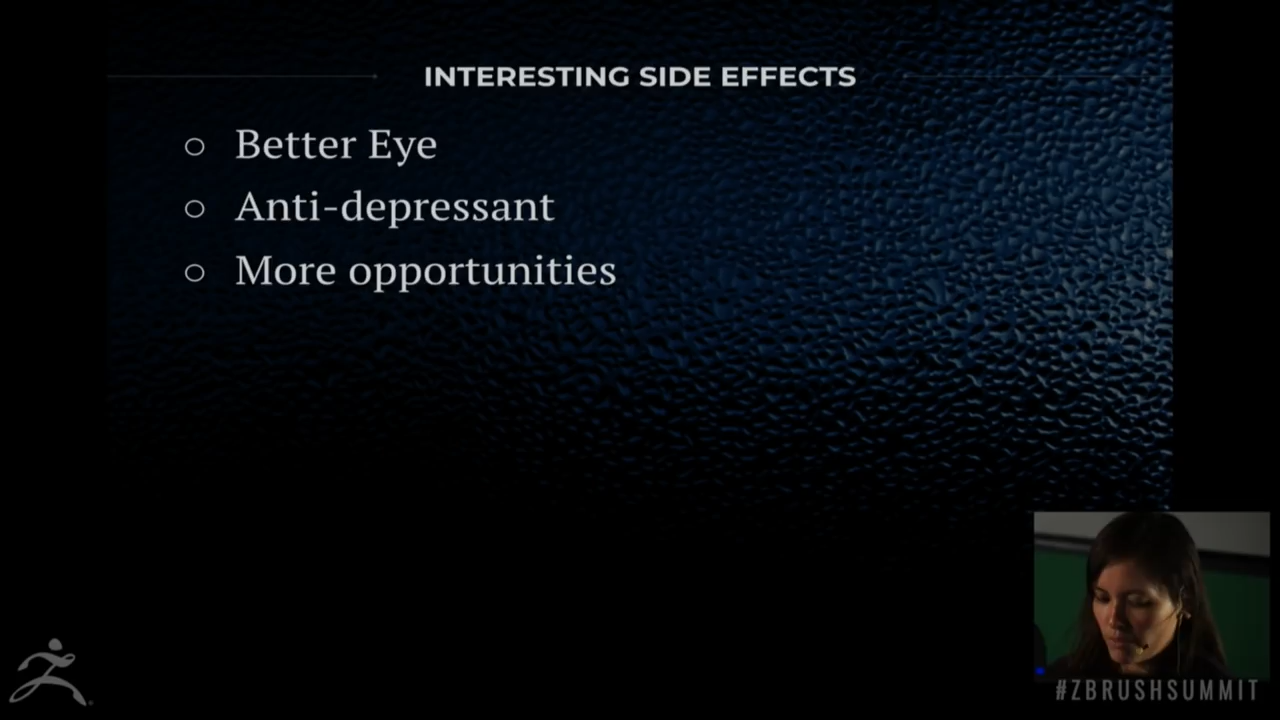 INTERESTING SIDE EFFECTS
○ Better Eye
○ Anti-depressant
○ More opportunities
#ZBRUSHSUMMIT